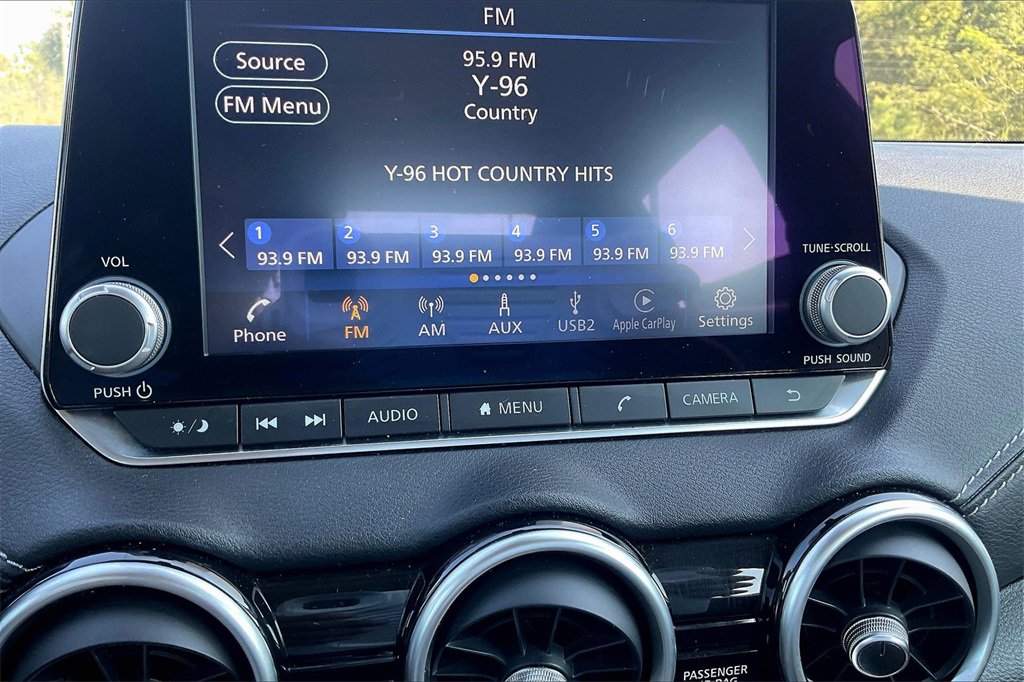 FM
Source
95.9 FM
Y-96
FM Menu
Country
Y-96 HOT COUNTRY HITS
1 2 3 4 5 6
93.9 FM 93.9 FM 93.9 FM 93.9 FM 93.9 FM 93.9 FM
VOL
TUNE·SCROLL
Phone FM AM AUX USB2 Apple CarPlay Settings
PUSH
PUSH SOUND
AUDIO MENU CAMERA
PASSENGER